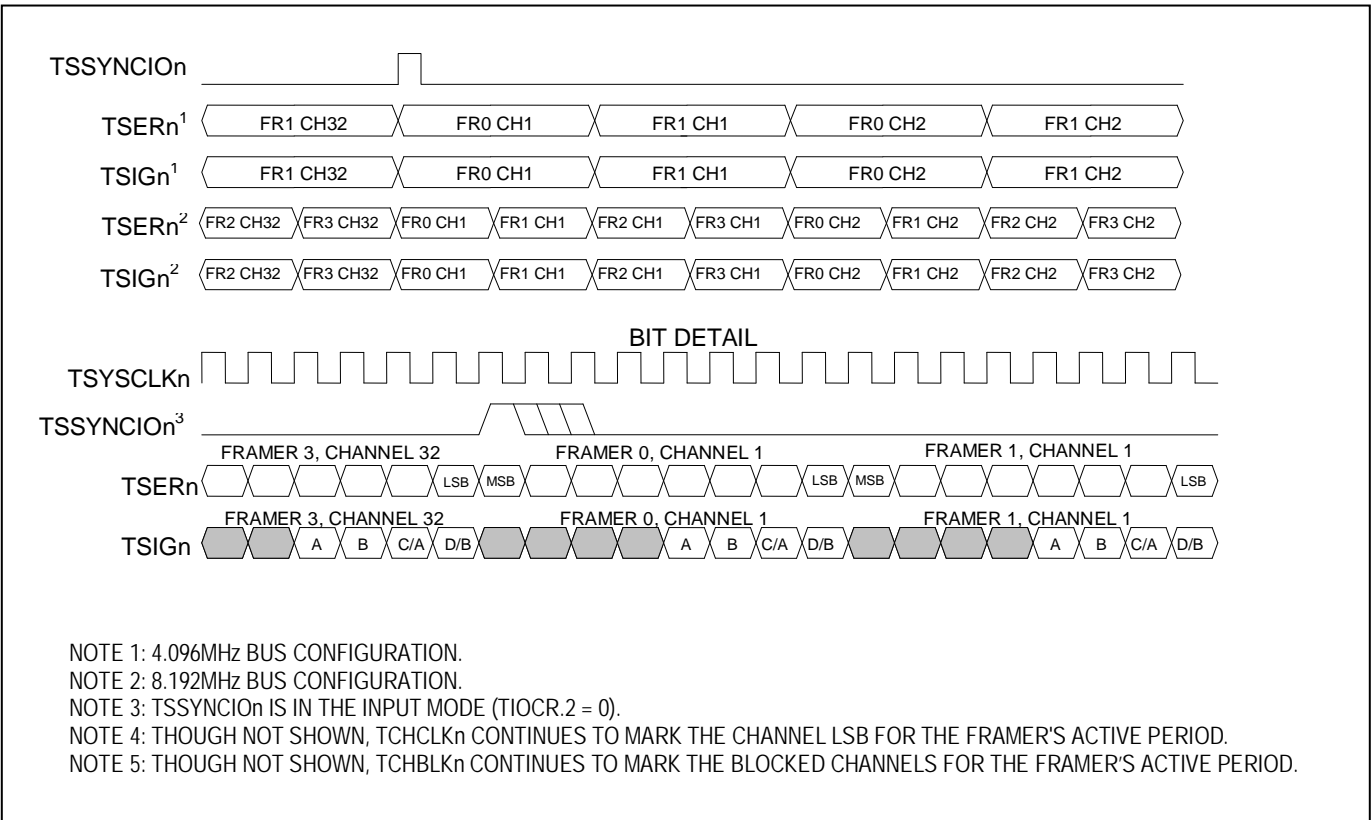 TSSYNCIOn
TSERn1 FR1 CH32 FR0 CH1 FR1 CH1 FR0 CH2 FR1 CH2
TSIGn1 FR1 CH32 FR0 CH1 FR1 CH1 FR0 CH2 FR1 CH2
TSERn2 FR2 CH32 FR3 CH32 FR0 CH1 FR1 CH1 FR2 CH1 FR3 CH1 FR0 CH2 FR1 CH2 FR2 CH2 FR3 CH2
TSIGn2 FR2 CH32 FR3 CH32 FR0 CH1 FR1 CH1 FR2 CH1 FR3 CH1 FR0 CH2 FR1 CH2 FR2 CH2 FR3 CH2
BIT DETAIL
TSYSCLKn
TSSYNCIOn3
FRAMER 3, CHANNEL 32 FRAMER 0, CHANNEL 1 FRAMER 1, CHANNEL 1
TSERn LSB MSB LSB MSB LSB
FRAMER 3, CHANNEL 32 FRAMER 0, CHANNEL 1 FRAMER 1, CHANNEL 1
TSIGn A B C/A D/B A B C/A D/B A B C/A D/B
NOTE 1: 4.096MHz BUS CONFIGURATION.
NOTE 2: 8.192MHz BUS CONFIGURATION.
NOTE 3: TSSYNCIOn IS IN THE INPUT MODE (TIOCR.2 = 0).
NOTE 4: THOUGH NOT SHOWN, TCHCLKn CONTINUES TO MARK THE CHANNEL LSB FOR THE FRAMER'S ACTIVE PERIOD.
NOTE 5: THOUGH NOT SHOWN, TCHBLKn CONTINUES TO MARK THE BLOCKED CHANNELS FOR THE FRAMER'S ACTIVE PERIOD.